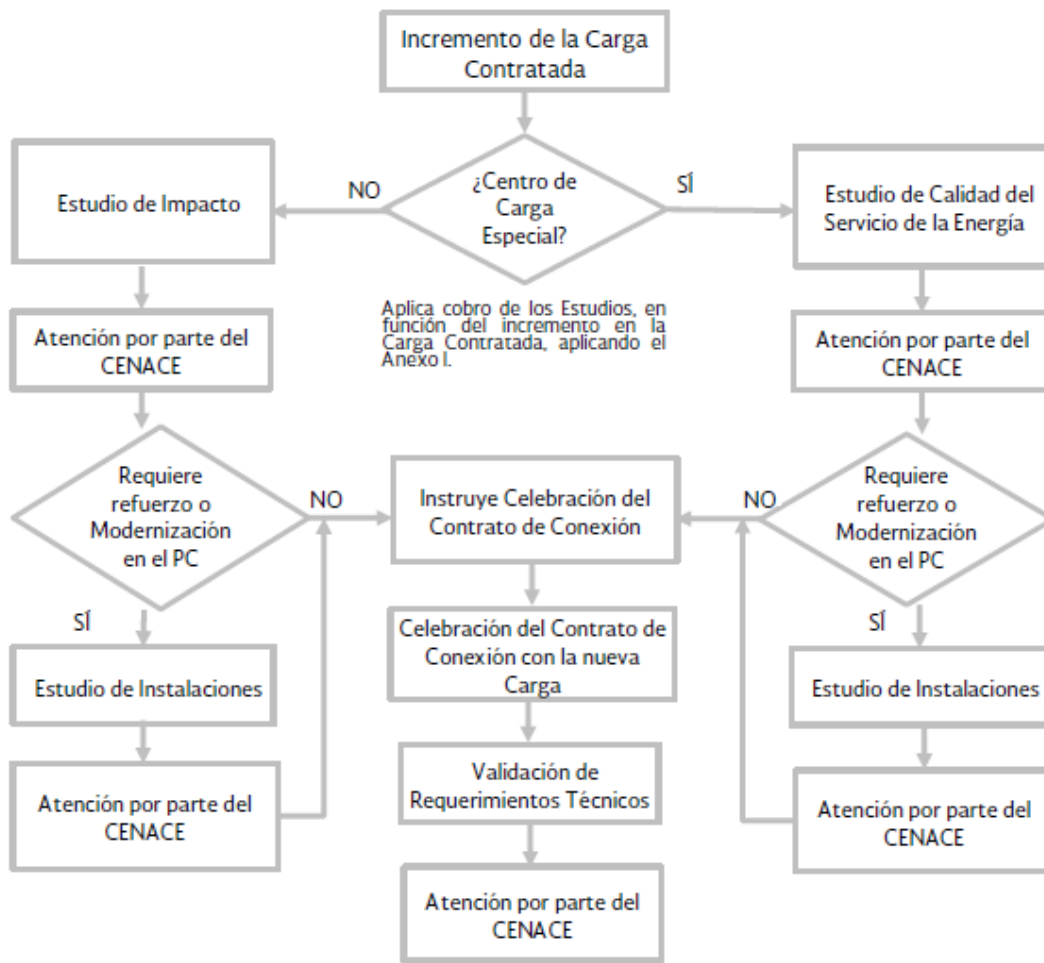 Incremento de la Carga
Contratada
¿Centro de
Carga
Especial?
NO
SÍ
Estudio de Impacto
Estudio de Calidad del
Servicio de la Energía
Aplica cobro de los Estudios, en
función del incremento en la
Carga Contratada, aplicando el
Anexo I.
Atención por parte del
CENACE
Atención por parte del
CENACE
Requiere
refuerzo o
Modernización
en el PC
NO
Instruye Celebración del
Contrato de Conexión
NO
Requiere
refuerzo o
Modernización
en el PC
SÍ
SÍ
Estudio de Instalaciones
Celebración del Contrato de
Conexión con la nueva
Carga
Estudio de Instalaciones
Atención por parte del
CENACE
Validación de
Requerimientos Técnicos
Atención por parte del
CENACE
Atención por parte del
CENACE